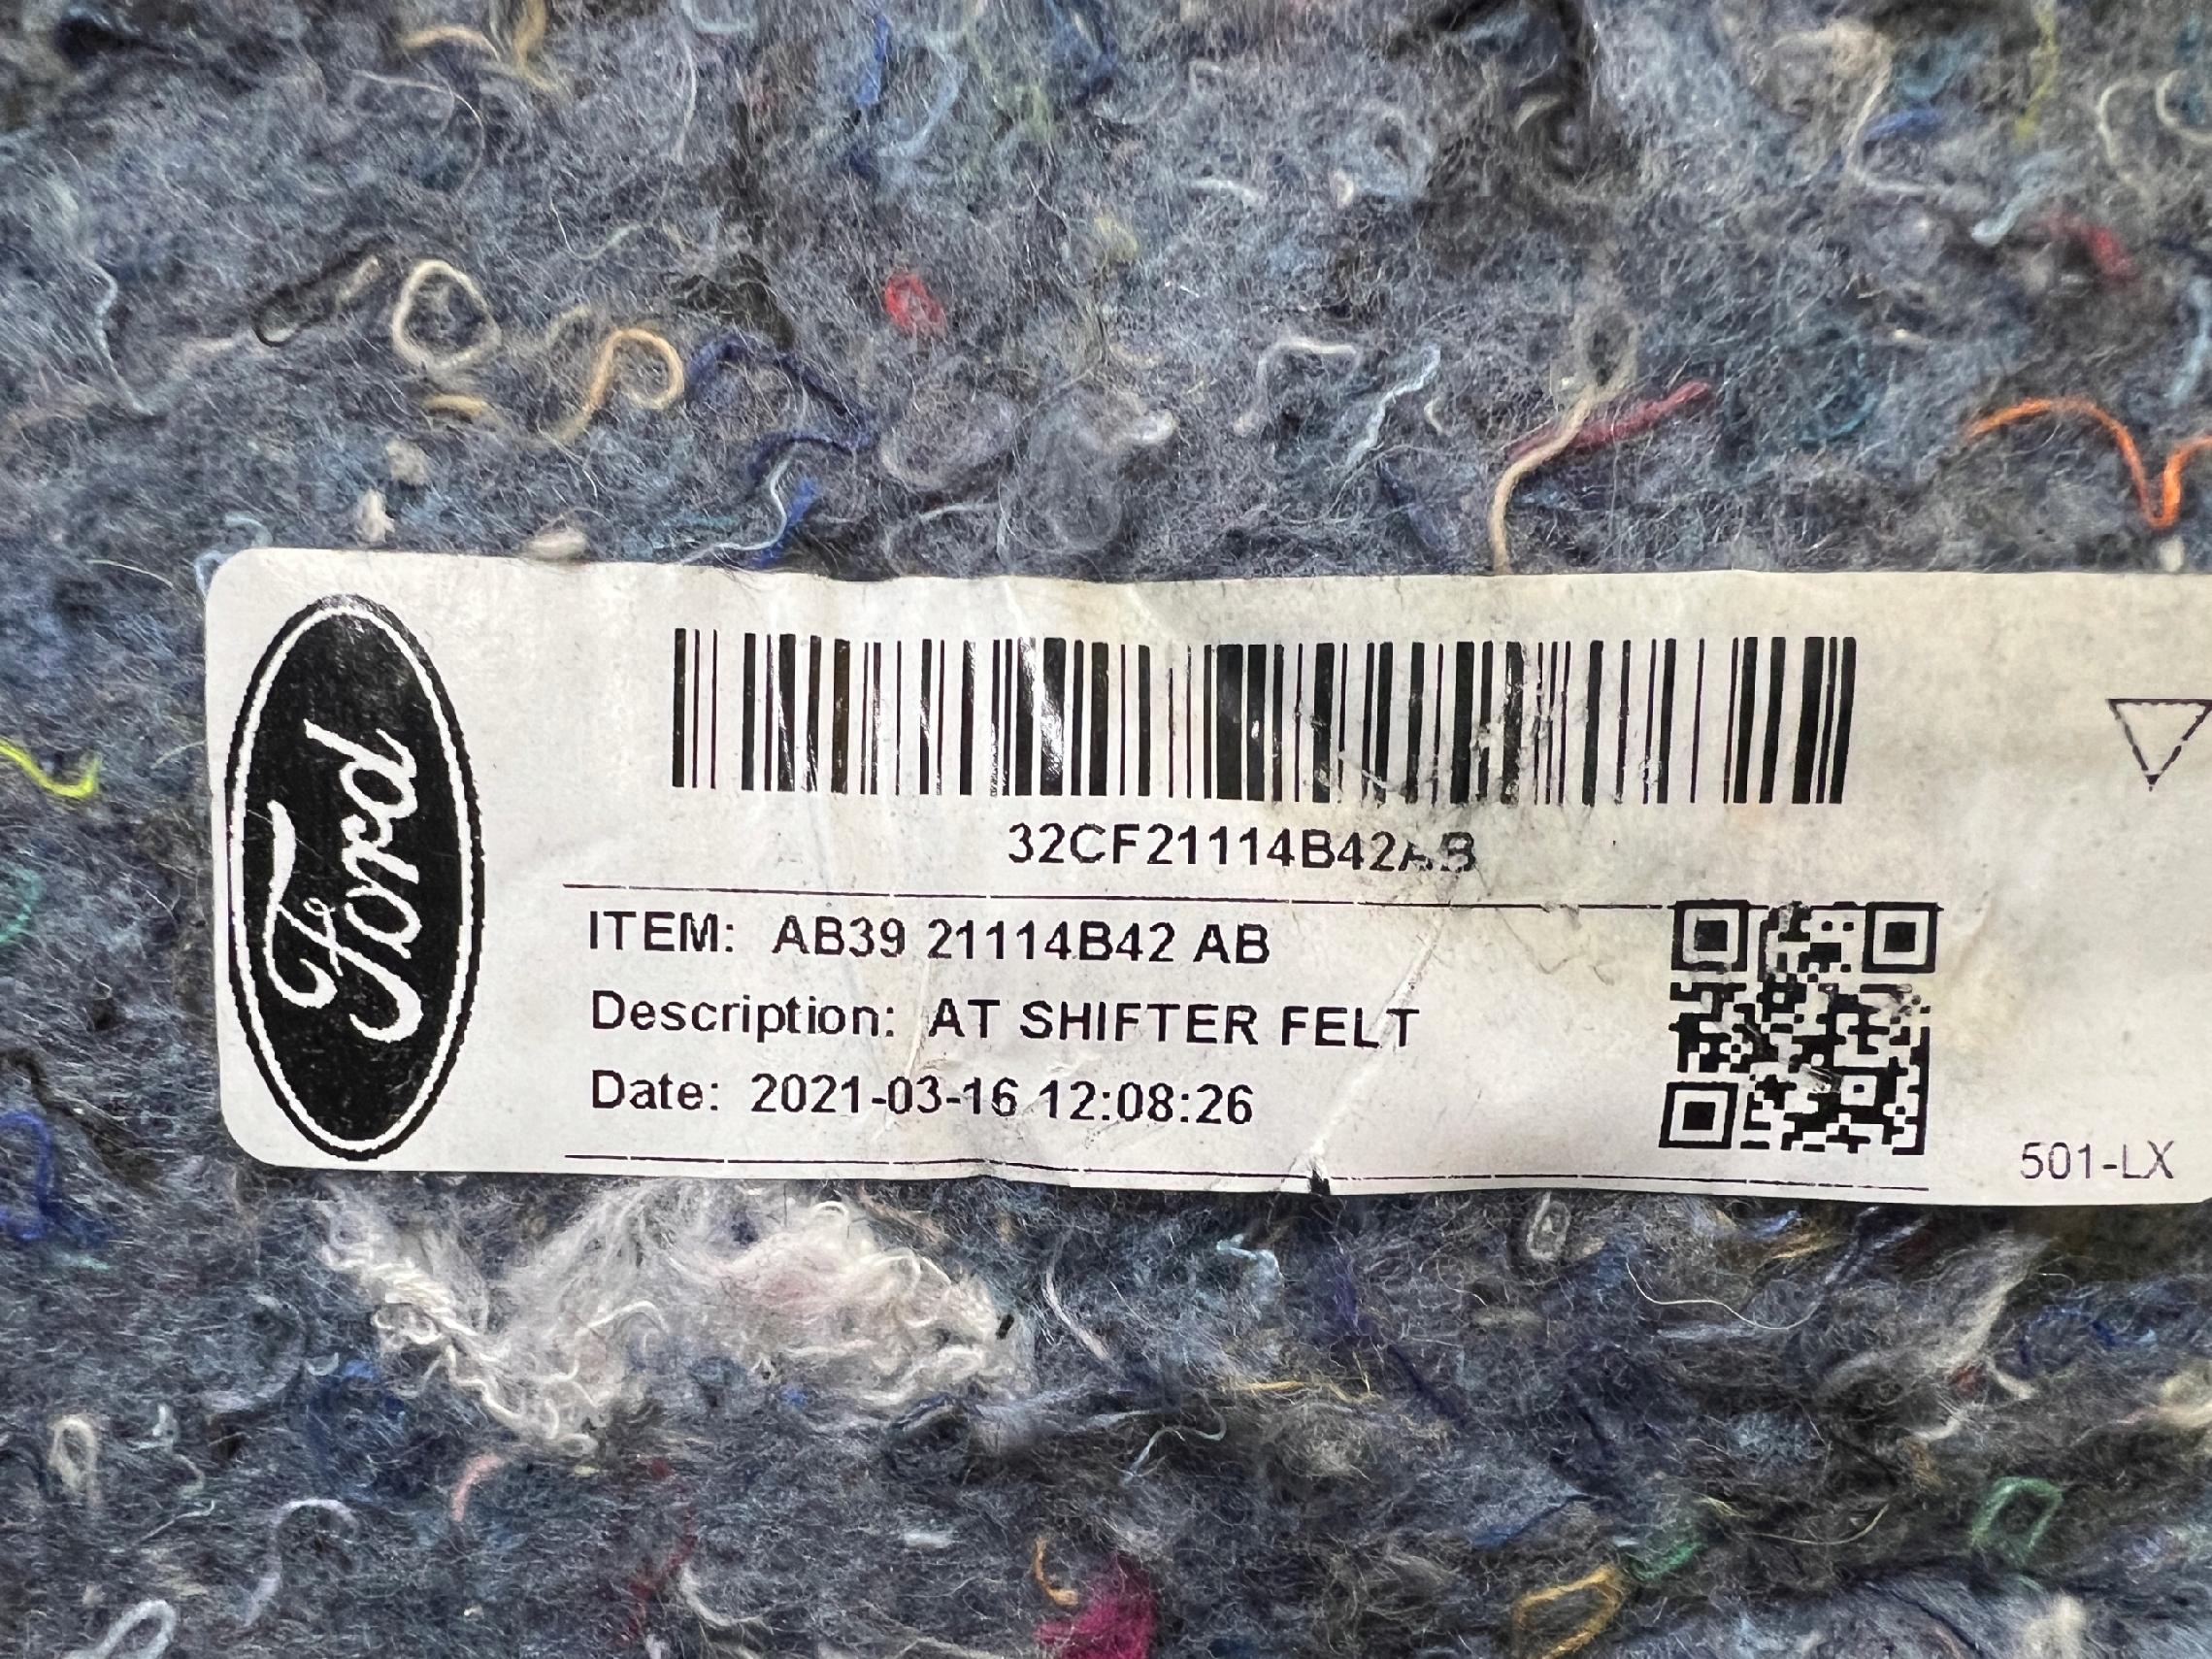 Ford
32CF21114B42AB
ITEM: AB39 21114B42 AB
Description: AT SHIFTER FELT
Date: 2021-03-16 12:08:26
501-LX